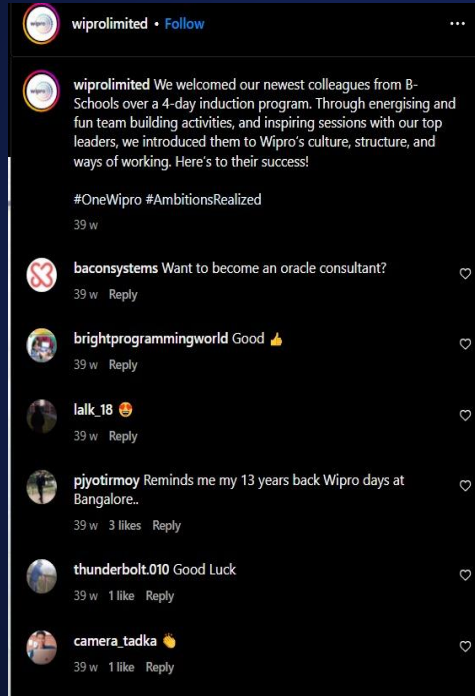 wiprolimited • Follow
wiprolimited We welcomed our newest colleagues from B-
Schools over a 4-day induction program. Through energising and
fun team building activities, and inspiring sessions with our top
leaders, we introduced them to Wipro's culture, structure, and
ways of working. Here's to their success!
#OneWipro #AmbitionsRealized
39 w
baconsystems Want to become an oracle consultant?
39 w Reply
brightprogrammingworld Good 👍
39 w Reply
lalk_18 😍
39 w Reply
pjyotirmoy Reminds me my 13 years back Wipro days at
Bangalore..
39 w 3 likes Reply
thunderbolt.010 Good Luck
39 w 1 like Reply
camera_tadka 👏
39 w 1 like Reply